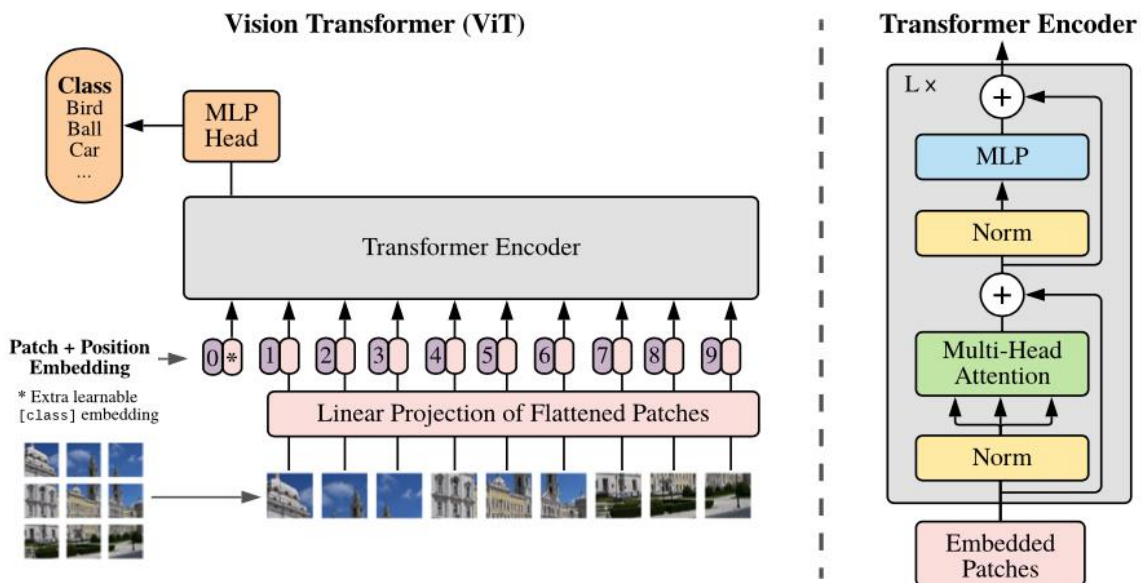 Vision Transformer (ViT)
Class
Bird
Ball
Car
...
MLP
Head
Transformer Encoder
Patch + Position
Embedding
0 * 1 2 3 4 5 6 7 8 9
* Extra learnable
[class] embedding
Linear Projection of Flattened Patches
Transformer Encoder
L ×
+
MLP
Norm
+
Multi-Head
Attention
Norm
Embedded
Patches